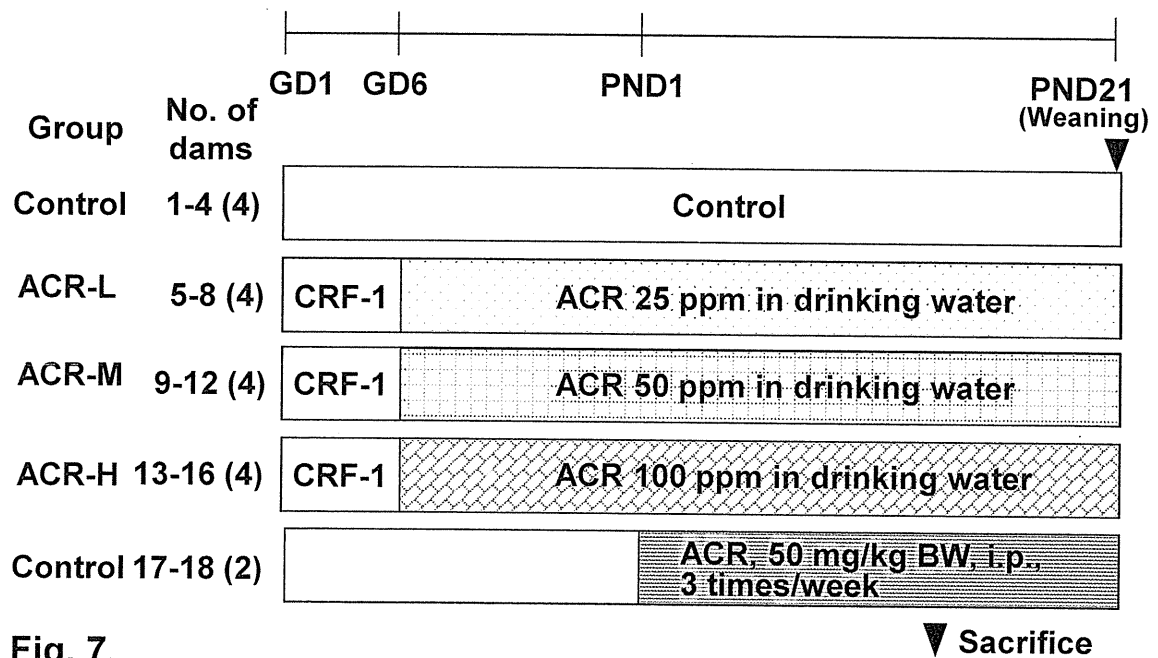 GD1 GD6 PND1 PND21
(Weaning)
Group No. of
dams
Control 1-4 (4) Control
ACR-L 5-8 (4) CRF-1 ACR 25 ppm in drinking water
ACR-M 9-12 (4) CRF-1 ACR 50 ppm in drinking water
ACR-H 13-16 (4) CRF-1 ACR 100 ppm in drinking water
Control 17-18 (2) ACR, 50 mg/kg BW, i.p.,
3 times/week
Fig. 7. Sacrifice